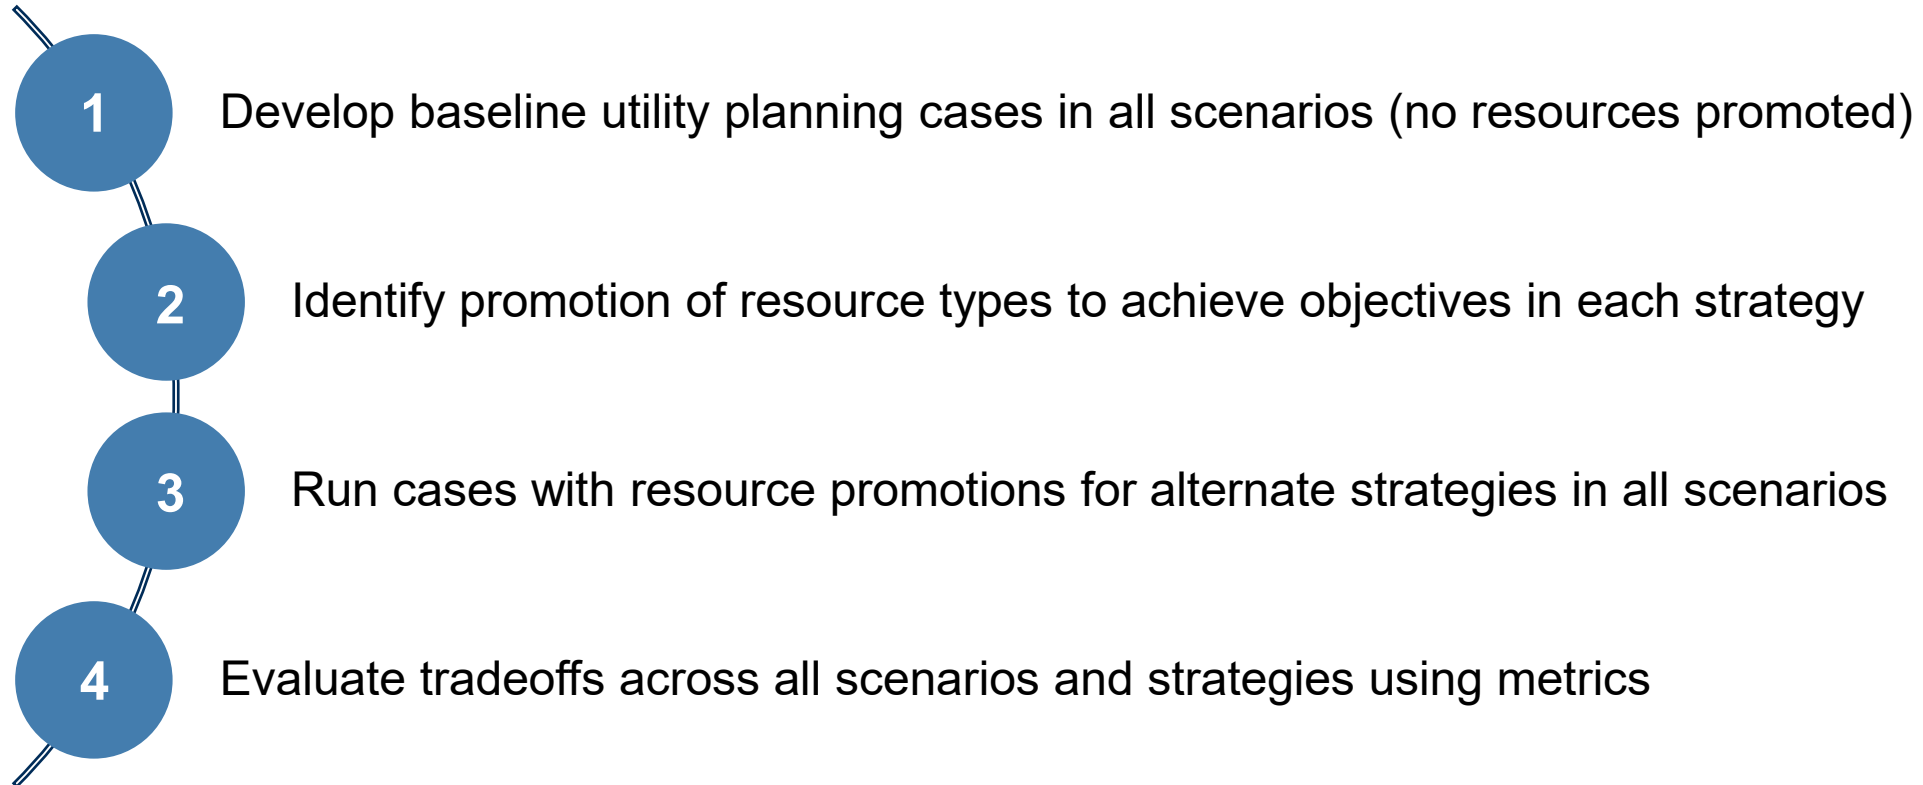 1
Develop baseline utility planning cases in all scenarios (no resources promoted)
2
Identify promotion of resource types to achieve objectives in each strategy
3
Run cases with resource promotions for alternate strategies in all scenarios
4
Evaluate tradeoffs across all scenarios and strategies using metrics